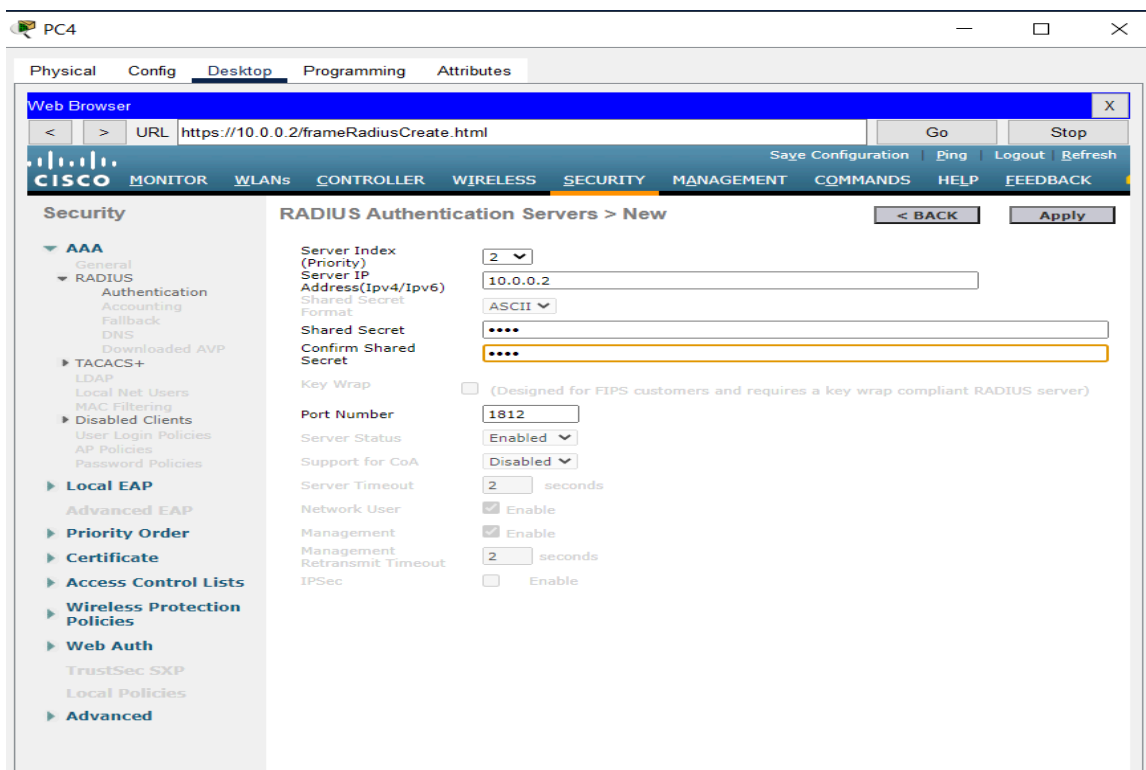 PC4
Physical Config Desktop Programming Attributes
Web Browser X
< > URL https://10.0.0.2/frameRadiusCreate.html Go Stop
Save Configuration Ping Logout Refresh
CISCO MONITOR WLANs CONTROLLER WIRELESS SECURITY MANAGEMENT COMMANDS HELP FEEDBACK
Security
AAA
General
RADIUS
Authentication
Accounting
Fallback
DNS
Downloaded AVP
TACACS+
LDAP
Local Net Users
MAC Filtering
Disabled Clients
User Login Policies
AP Policies
Password Policies
Local EAP
Advanced EAP
Priority Order
Certificate
Access Control Lists
Wireless Protection
Policies
Web Auth
TrustSec SXP
Local Policies
Advanced
RADIUS Authentication Servers > New < BACK Apply
Server Index
(Priority) 2
Server IP
Address(Ipv4/Ipv6) 10.0.0.2
Shared Secret
Format ASCII
Shared Secret ••••
Confirm Shared
Secret ••••
Key Wrap (Designed for FIPS customers and requires a key wrap compliant RADIUS server)
Port Number 1812
Server Status Enabled
Support for CoA Disabled
Server Timeout 2 seconds
Network User Enable
Management Enable
Management
Retransmit Timeout 2 seconds
IPSec Enable